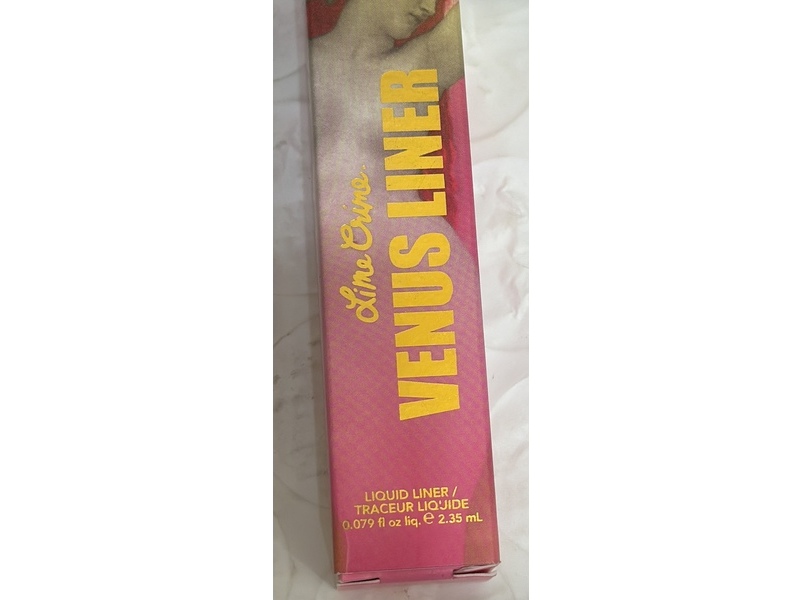 Lime Crime.
VENUS LINER
LIQUID LINER /
TRACEUR LIQUIDE
0.079 fl oz liq. ℮ 2.35 mL